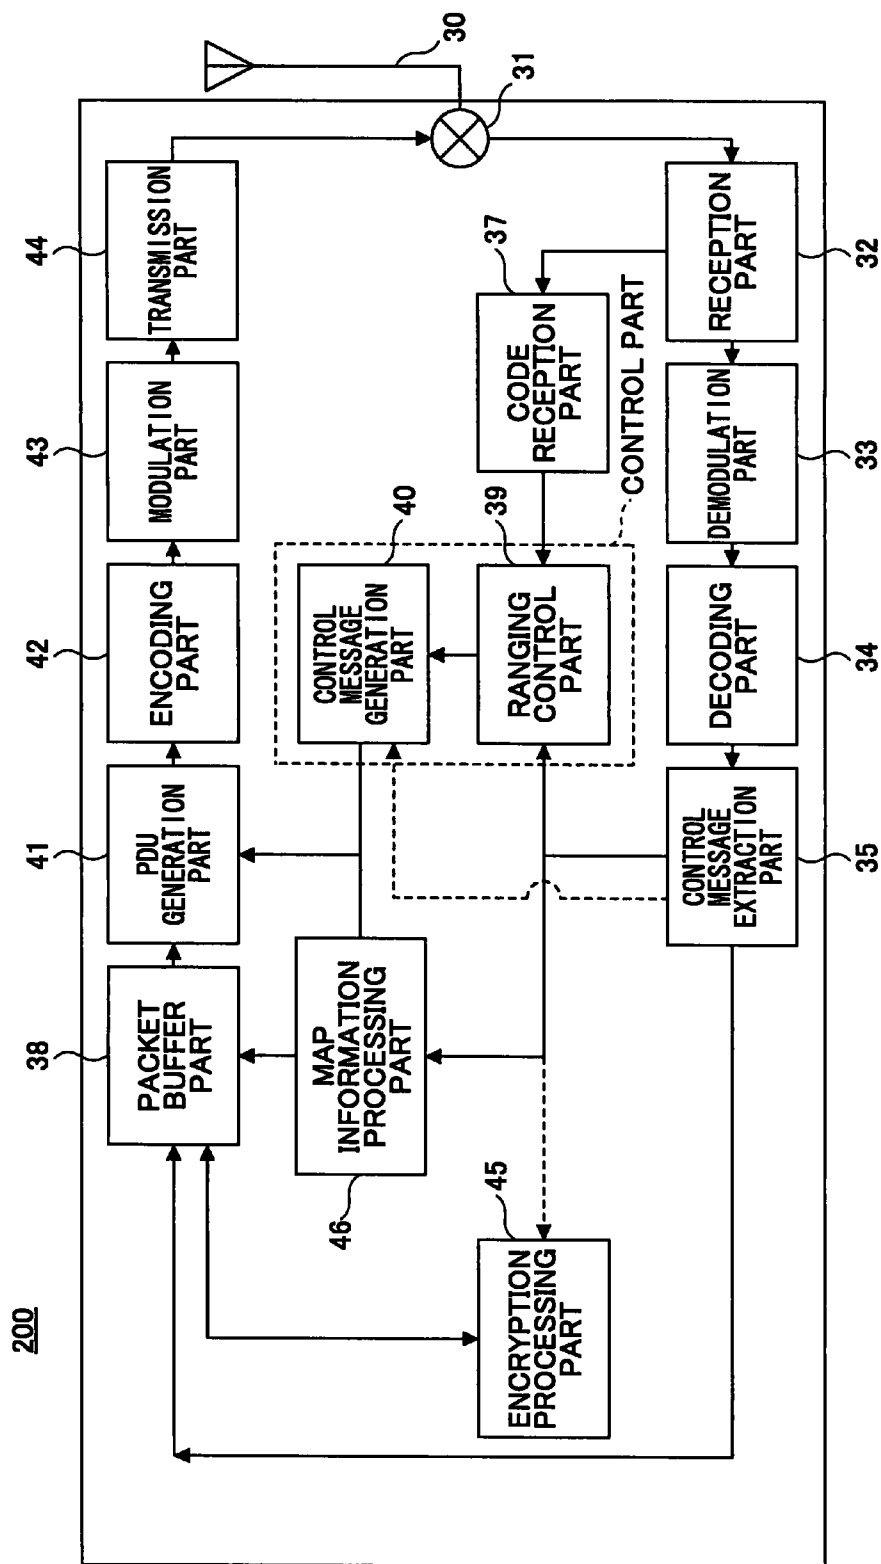 200
38
PACKET
BUFFER
PART
41
PDU
GENERATION
PART
42
ENCODING
PART
43
MODULATION
PART
44
TRANSMISSION
PART
30
31
46
MAP
INFORMATION
PROCESSING
PART
CONTROL
MESSAGE
GENERATION
PART
40
45
ENCRYPTION
PROCESSING
PART
RANGING
CONTROL
PART
39
CODE
RECEPTION
PART
37
CONTROL PART
CONTROL
MESSAGE
EXTRACTION
PART
35
DECODING
PART
34
DEMODULATION
PART
33
RECEPTION
PART
32